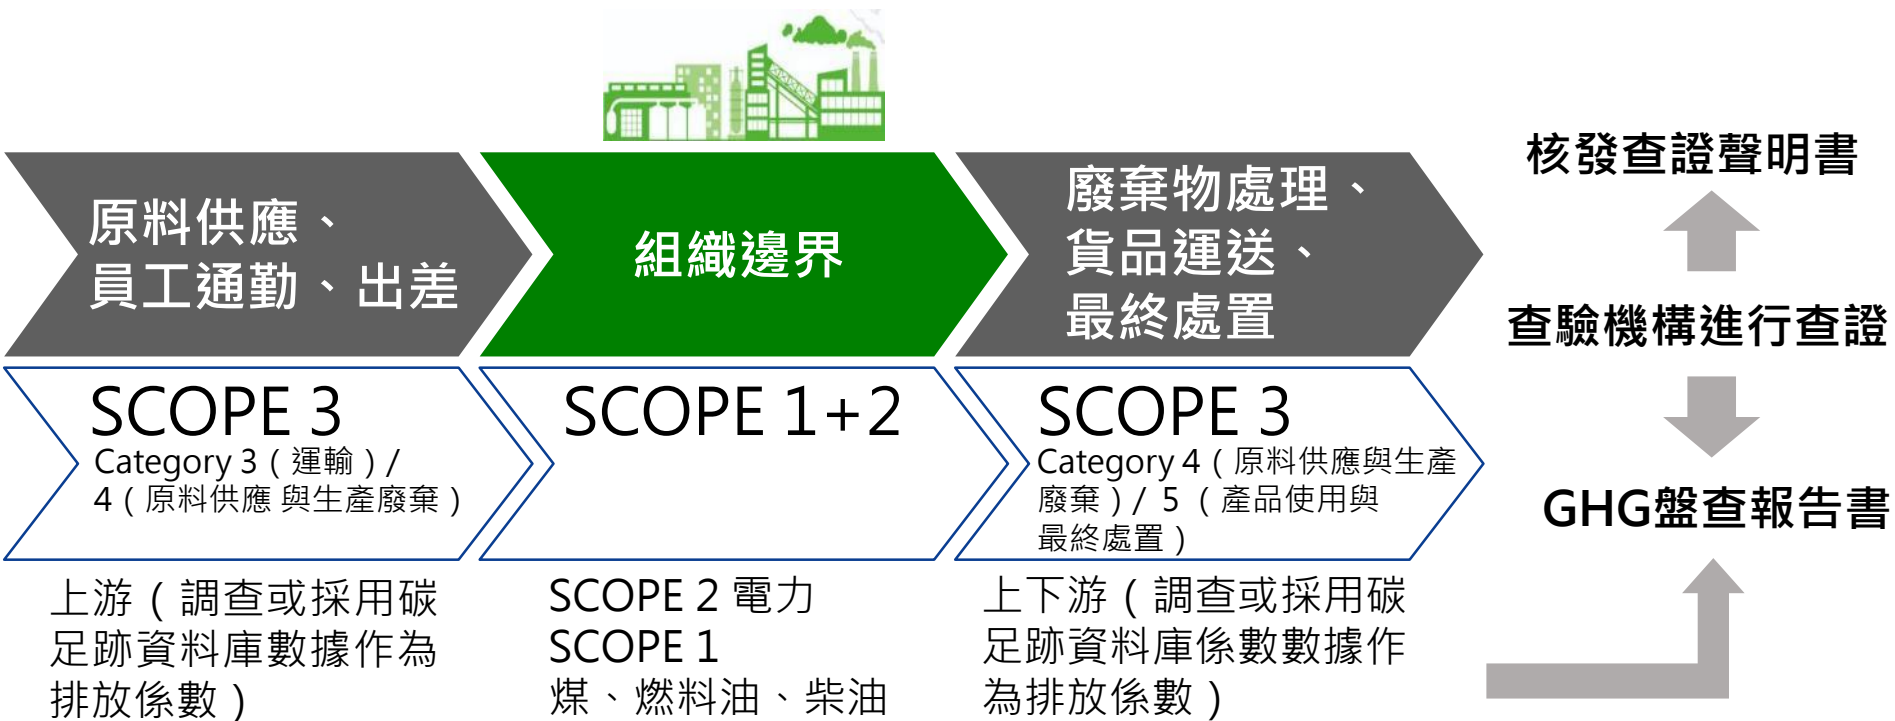 原料供應、
員工通勤、出差
組織邊界
廢棄物處理、
貨品運送、
最終處置
SCOPE 3
Category 3（運輸）/
4（原料供應 與生產廢棄）
SCOPE 1+2
SCOPE 3
Category 4（原料供應與生產
廢棄）/ 5 （產品使用與
最終處置）
上游（調查或採用碳
足跡資料庫數據作為
排放係數）
SCOPE 2 電力
SCOPE 1
煤、燃料油、柴油
上下游（調查或採用碳
足跡資料庫係數數據作
為排放係數）
核發查證聲明書
查驗機構進行查證
GHG盤查報告書